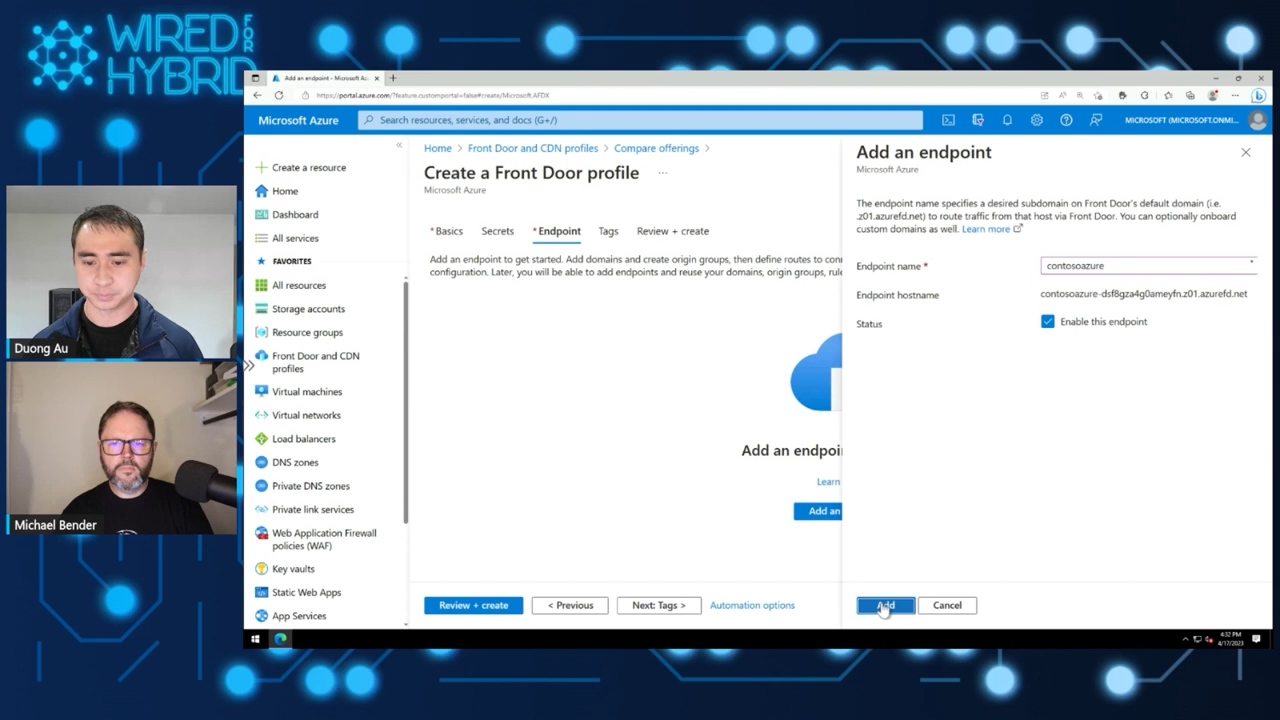 WIRED
FOR
HYBRID
Add an endpoint - Microsoft Az
https://portal.azure.com/?feature.customportal=false#create/Microsoft.AFDX
Microsoft Azure
Search resources, services, and docs (G+/)
MICROSOFT (MICROSOFT.ONMI...
Create a resource
Home
Dashboard
All services
FAVORITES
All resources
Storage accounts
Resource groups
Front Door and CDN
profiles
Virtual machines
Virtual networks
Load balancers
DNS zones
Private DNS zones
Private link services
Web Application Firewall
policies (WAF)
Key vaults
Static Web Apps
App Services
Home > Front Door and CDN profiles > Compare offerings >
Create a Front Door profile ...
Microsoft Azure
* Basics Secrets * Endpoint Tags Review + create
Add an endpoint to get started. Add domains and create origin groups, then define routes to con
configuration. Later, you will be able to add endpoints and reuse your domains, origin groups, rul
Add an endpoi
Learn
Add an
Review + create < Previous Next: Tags > Automation options
Add an endpoint
Microsoft Azure
The endpoint name specifies a desired subdomain on Front Door's default domain (i.e.
.z01.azurefd.net) to route traffic from that host via Front Door. You can optionally onboard
custom domains as well. Learn more
Endpoint name * contosoazure
Endpoint hostname contosoazure-dsf8gza4g0ameyfn.z01.azurefd.net
Status Enable this endpoint
Add Cancel
4:32 PM
4/17/2023
Duong Au
Michael Bender